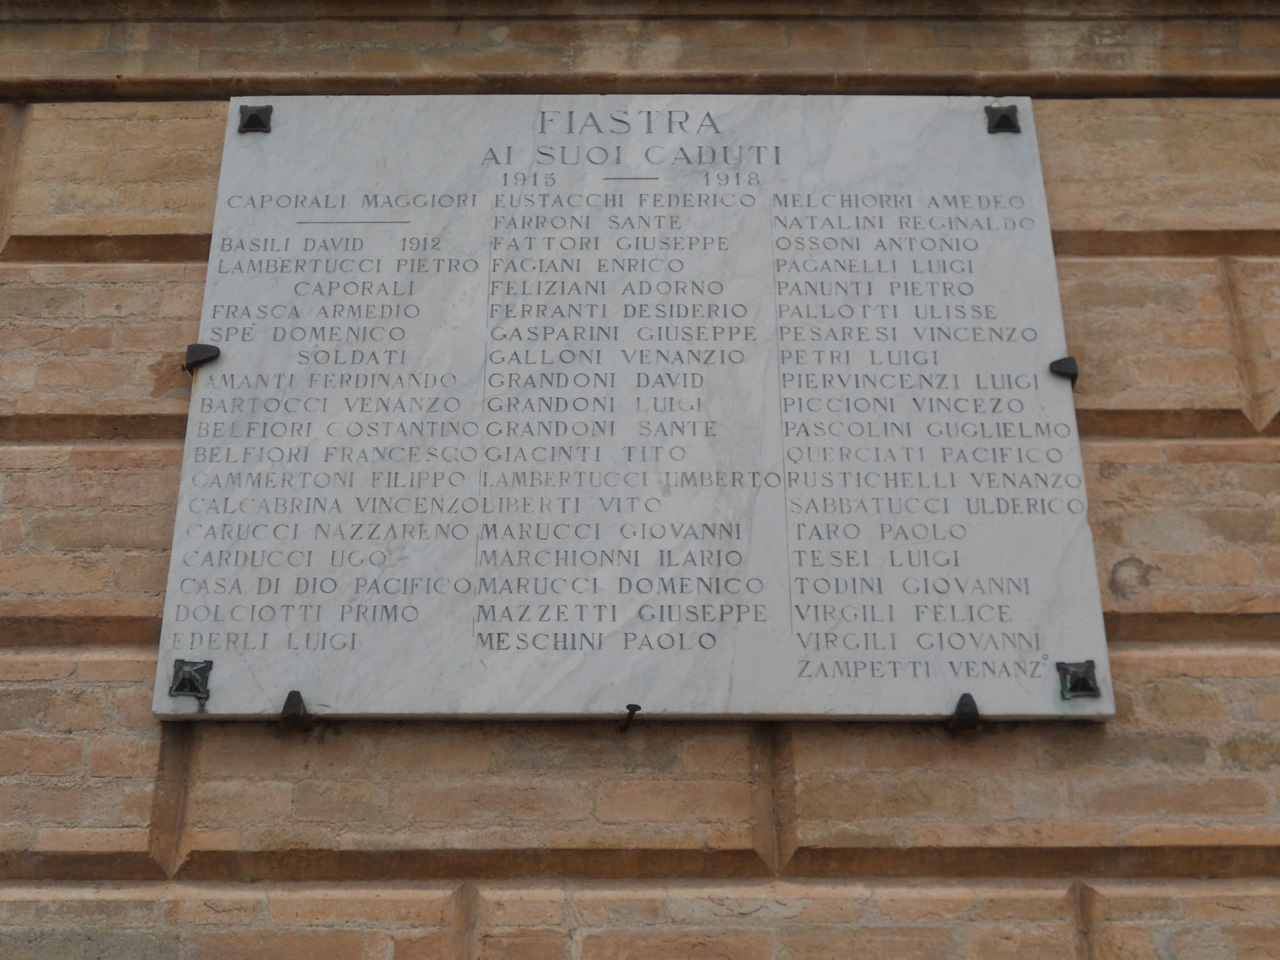 FIASTRA
AI SUOI CADUTI
1915 — 1918
CAPORALI MAGGIORI
BASILI DAVID 1912
LAMBERTUCCI PIETRO
CAPORALI
FRASCA ARMEDIO
SPÈ DOMENICO
SOLDATI
AMANTI FERDINANDO
BARTOCCI VENANZO
BELFIORI COSTANTINO
BELFIORI FRANCESCO
CAMMERTONI FILIPPO
CALCABRINA VINCENZO
CARUCCI NAZZARENO
CARDUCCI UGO
CASA DI DIO PACIFICO
DOLCIOTTI PRIMO
EDERLI LUIGI
EUSTACCHI FEDERICO
FARRONI SANTE
FATTORI GIUSEPPE
FAGIANI ENRICO
FELIZIANI ADORNO
FERRANTI DESIDERIO
GASPARINI GIUSEPPE
GALLONI VENANZIO
GRANDONI DAVID
GRANDONI LUIGI
GRANDONI SANTE
GIACINTI TITO
LAMBERTUCCI UMBERTO
LIBERTI VITO
MARUCCI GIOVANNI
MARCHIONNI ILARIO
MARUCCI DOMENICO
MAZZETTI GIUSEPPE
MESCHINI PAOLO
MELCHIORRI AMEDEO
NATALINI REGINALDO
OSSONI ANTONIO
PAGANELLI LUIGI
PANUNTI PIETRO
PALLOTTI ULISSE
PESARESI VINCENZO
PETRI LUIGI
PIERVINCENZI LUIGI
PICCIONI VINCEZO
PASCOLINI GUGLIELMO
QUERCIATI PACIFICO
RUSTICHELLI VENANZO
SABBATUCCI ULDERICO
TARO PAOLO
TESEI LUIGI
TODINI GIOVANNI
VIRGILI FELICE
VIRGILI GIOVANNI
ZAMPETTI VENANZº